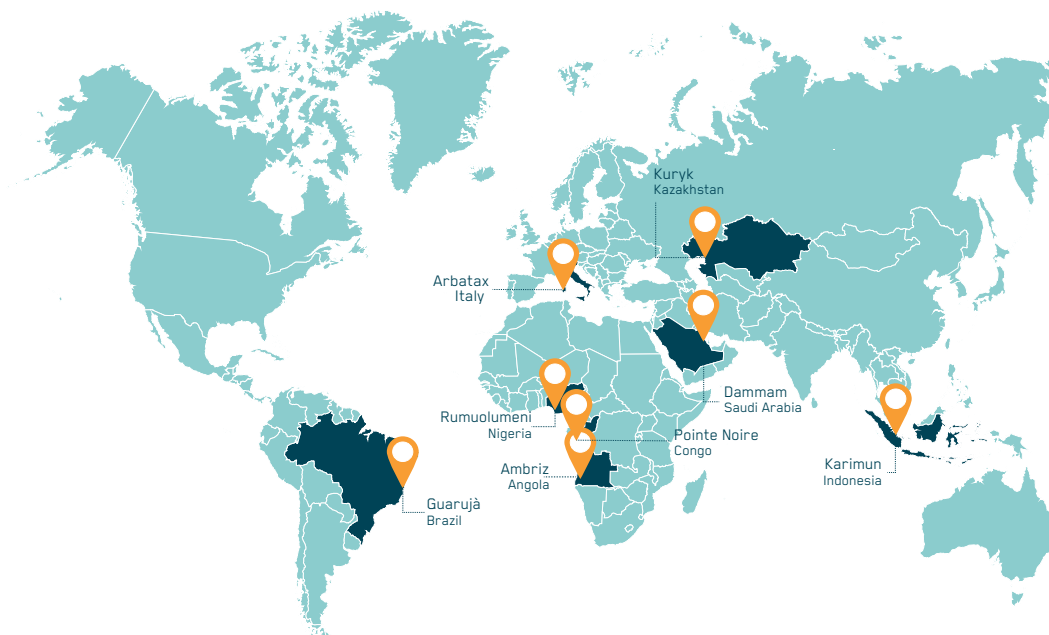 Kuryk
Kazakhstan
Arbatax
Italy
Dammam
Saudi Arabia
Rumuolumeni
Nigeria
Pointe Noire
Congo
Karimun
Indonesia
Ambriz
Angola
Guarujà
Brazil